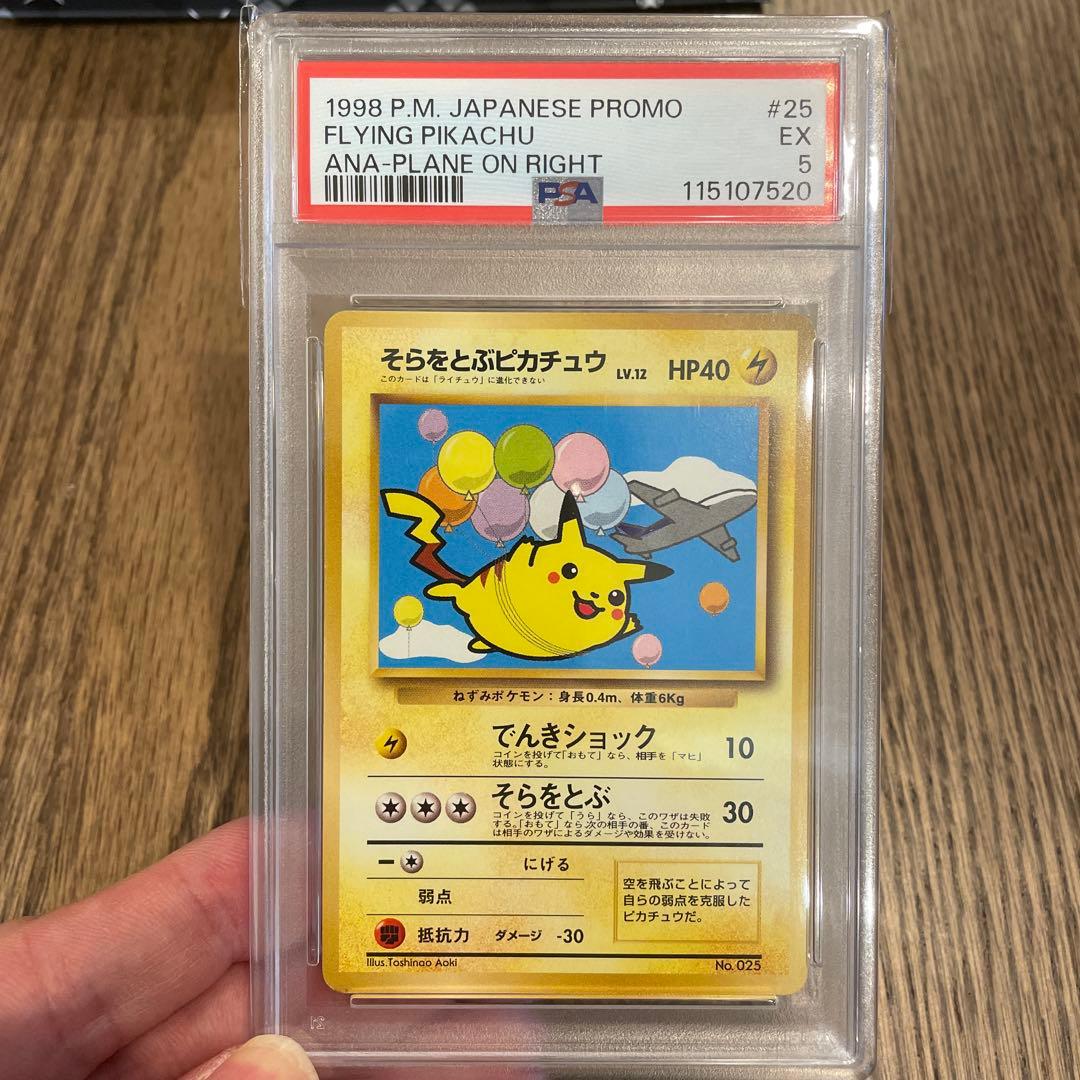 1998 P.M. JAPANESE PROMO #25
FLYING PIKACHU EX
ANA-PLANE ON RIGHT 5
PSA 115107520
そらをとぶピカチュウ LV.12 HP40
このカードは「ライチュウ」に進化できない
ねずみポケモン：身長0.4m、体重6Kg
でんきショック 10
コインを投げて「おもて」なら、相手を「マヒ」
状態にする。
そらをとぶ 30
コインを投げて「うら」なら、このワザは失敗
する。「おもて」なら次の相手の番、このカード
は相手のワザによるダメージや効果を受けない。
にげる
弱点
抵抗力 ダメージ -30
空を飛ぶことによって
自らの弱点を克服した
ピカチュウだ。
Illus.Toshinao Aoki No. 025